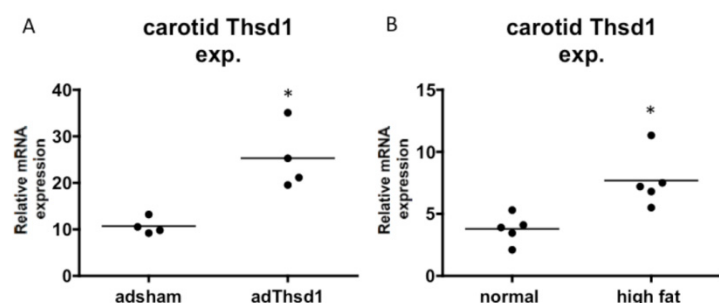 A
carotid Thsd1
exp.
Relative mRNA
expression
40
30
20
10
0
*
adsham
adThsd1
B
carotid Thsd1
exp.
Relative mRNA
expression
15
10
5
0
*
normal
high fat